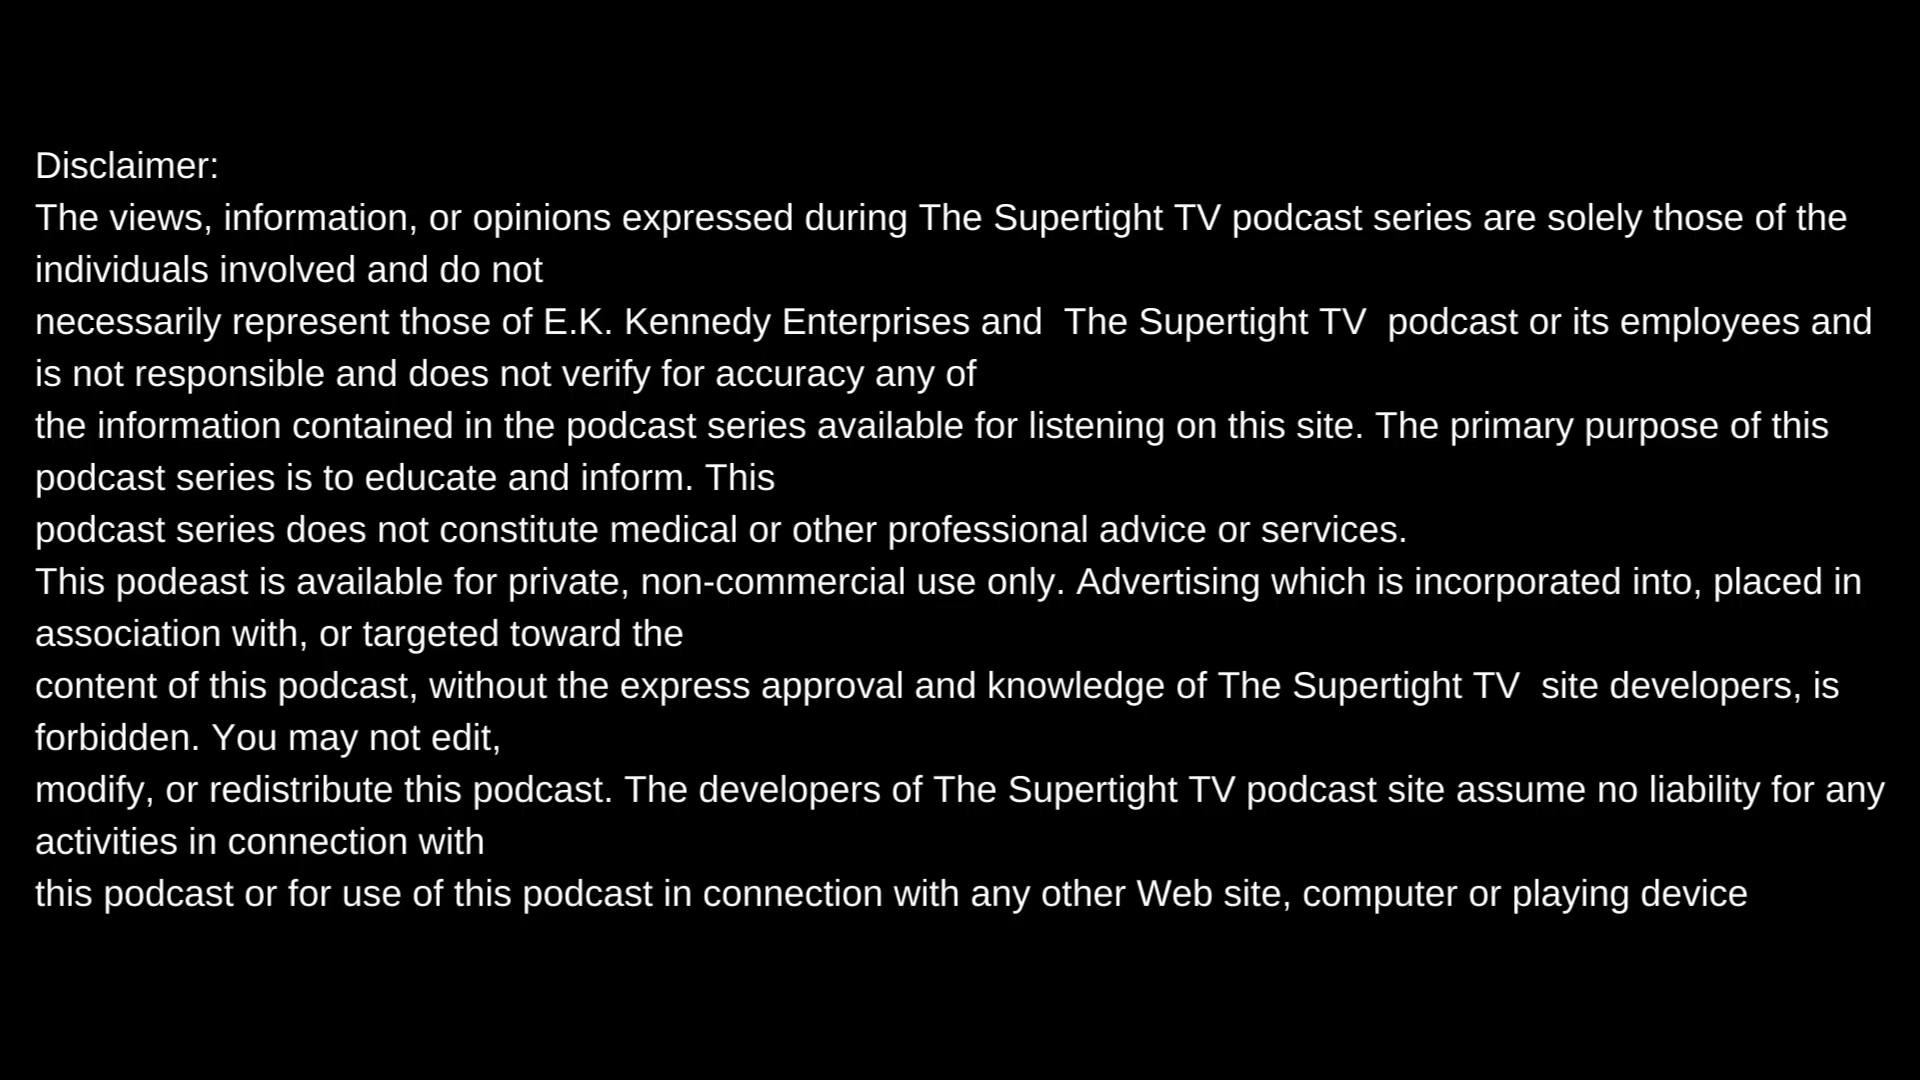 Disclaimer:
The views, information, or opinions expressed during The Supertight TV podcast series are solely those of the
individuals involved and do not
necessarily represent those of E.K. Kennedy Enterprises and  The Supertight TV  podcast or its employees and
is not responsible and does not verify for accuracy any of
the information contained in the podcast series available for listening on this site. The primary purpose of this
podcast series is to educate and inform. This
podcast series does not constitute medical or other professional advice or services.
This podeast is available for private, non-commercial use only. Advertising which is incorporated into, placed in
association with, or targeted toward the
content of this podcast, without the express approval and knowledge of The Supertight TV  site developers, is
forbidden. You may not edit,
modify, or redistribute this podcast. The developers of The Supertight TV podcast site assume no liability for any
activities in connection with
this podcast or for use of this podcast in connection with any other Web site, computer or playing device